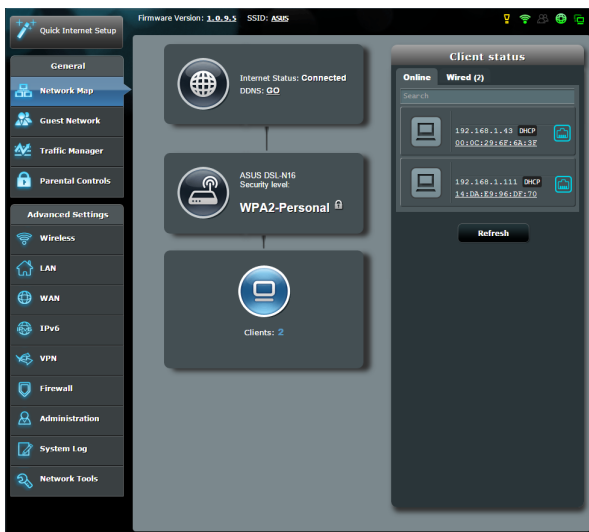 Quick Internet Setup
Firmware Version: 1.0.9.5 SSID: ASUS
General
Network Map
Guest Network
Traffic Manager
Parental Controls
Advanced Settings
Wireless
LAN
WAN
IPv6
VPN
Firewall
Administration
System Log
Network Tools
Internet Status: Connected
DDNS: GO
ASUS DSL-N16
Security level:
WPA2-Personal
Clients: 2
Client status
Online Wired (2)
Search
192.168.1.43 DHCP
00:0C:29:6F:6A:3F
192.168.1.111 DHCP
14:DA:E9:96:DF:70
Refresh